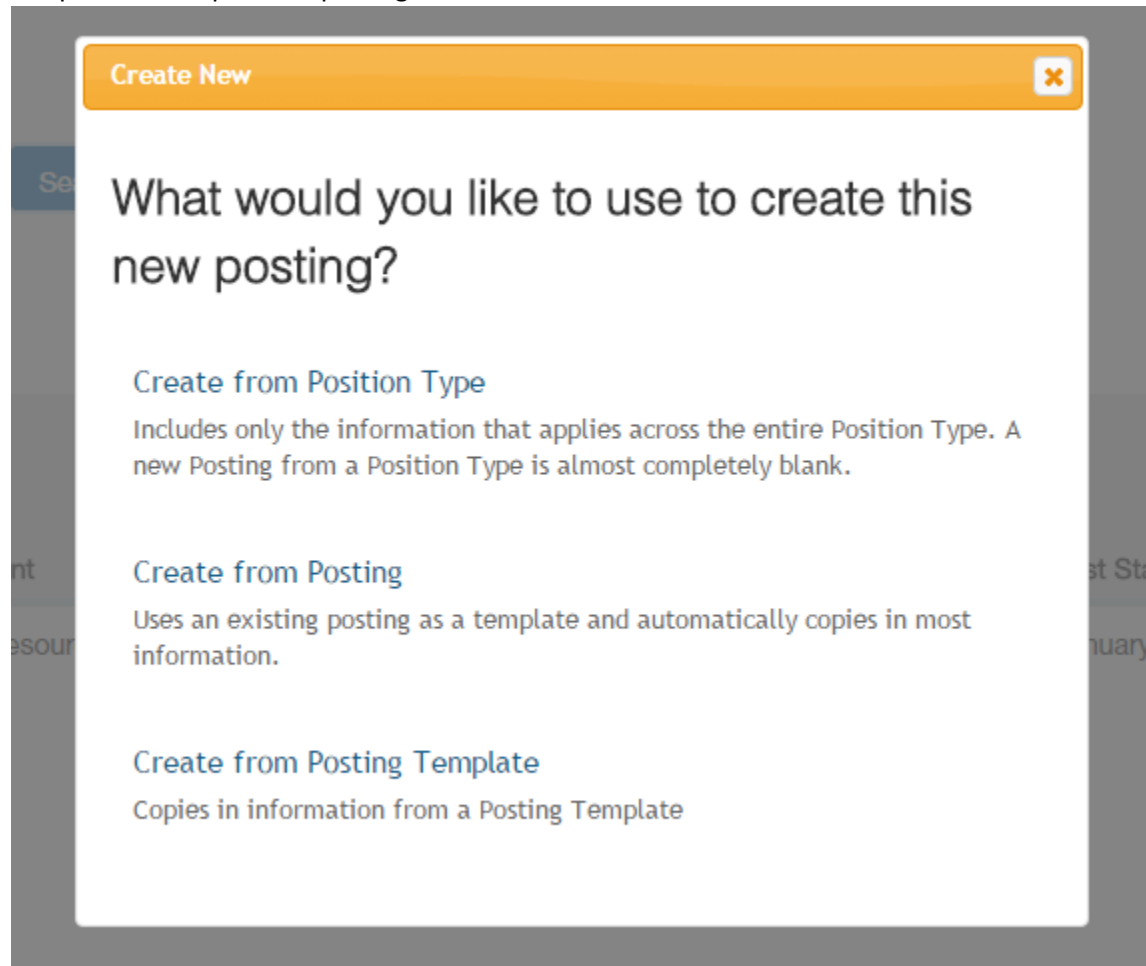 Create New
What would you like to use to create this
new posting?
Create from Position Type
Includes only the information that applies across the entire Position Type. A
new Posting from a Position Type is almost completely blank.
Create from Posting
Uses an existing posting as a template and automatically copies in most
information.
Create from Posting Template
Copies in information from a Posting Template